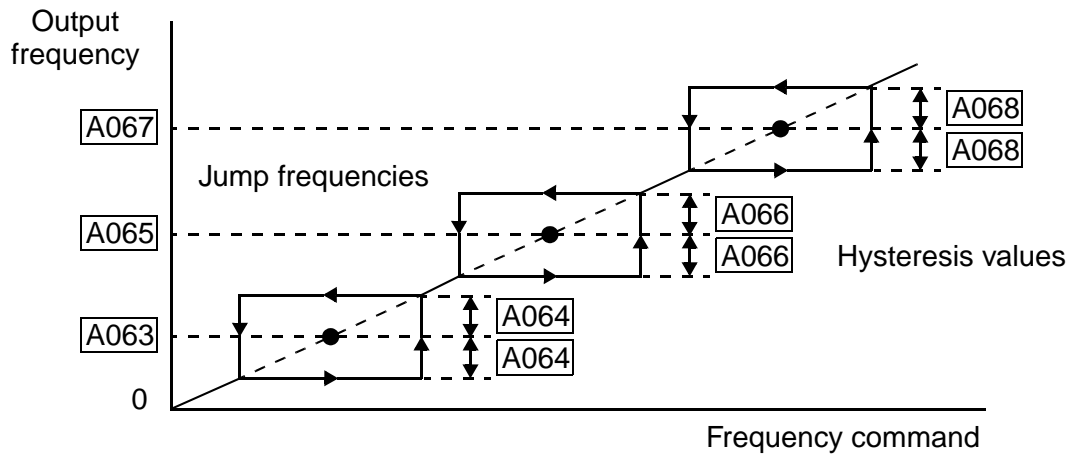 Output
frequency
A067
A068
A068
Jump frequencies
A065
A066
A066
Hysteresis values
A063
A064
A064
0
Frequency command